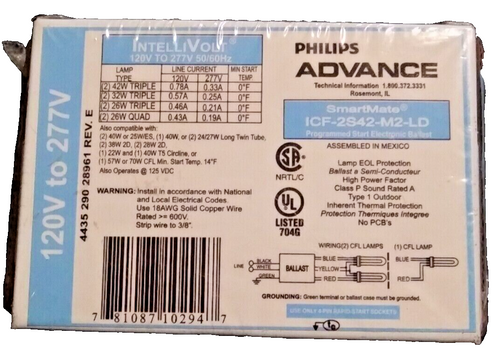 120V to 277V
4435 290 28961 REV. E
INTELLIVOLT®
120V TO 277V 50/60Hz
LAMP TYPE LINE CURRENT 120V 277V MIN START TEMP.
(2) 42W TRIPLE 0.78A 0.33A 0°F
(2) 32W TRIPLE 0.57A 0.25A 0°F
(2) 26W TRIPLE 0.46A 0.21A 0°F
(2) 26W QUAD 0.43A 0.19A 0°F
Also compatible with:
(2) 40W or 25W/ES, (1) 40W, or (2) 24/27W Long Twin Tube,
(2) 38W 2D, (2) 28W 2D,
(1) 22W and (1) 40W T5 Circline, or
(1) 57W or 70W CFL Min. Start Temp. 14°F
Also Operates @ 125 VDC
WARNING: Install in accordance with National
and Local Electrical Codes.
Use 18AWG Solid Copper Wire
Rated >= 600V.
Strip wire to 3/8".
7 81087 10294 7
PHILIPS
ADVANCE
Technical Information 1.800.372.3331
Rosemont, IL
SmartMate®
ICF-2S42-M2-LD
Programmed Start Electronic Ballast
ASSEMBLED IN MEXICO
SA
NRTL/C
UL
LISTED
704G
Lamp EOL Protection
Ballast a Semi-Conducteur
High Power Factor
Class P Sound Rated A
Type 1 Outdoor
Inherent Thermal Protection
Protection Thermiques Integree
No PCB's
WIRING: (2) CFL LAMPS (1) CFL LAMP
LINE BLACK WHITE GREEN
BALLAST
BLUE YELLOW RED
BLUE RED
GROUNDING: Green terminal or ballast case must be grounded.
USE ONLY 4-PIN RAPID-START SOCKETS